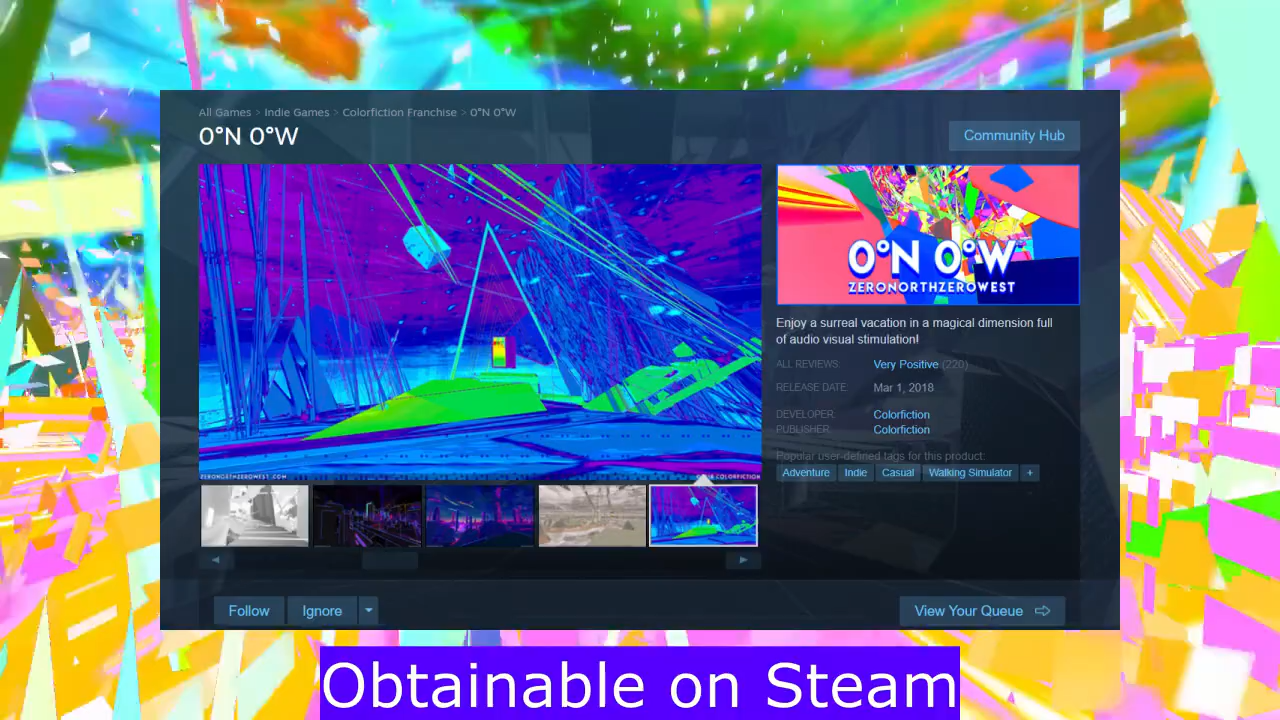 All Games > Indie Games > Colorfiction Franchise > 0°N 0°W
0°N 0°W
Community Hub
0°N 0°W
ZERONORTHZEROWEST
Enjoy a surreal vacation in a magical dimension full
of audio visual stimulation!
ALL REVIEWS: Very Positive (220)
RELEASE DATE: Mar 1, 2018
DEVELOPER: Colorfiction
PUBLISHER: Colorfiction
Popular user-defined tags for this product:
Adventure Indie Casual Walking Simulator +
ZERONORTHZEROWEST.COM
COLORFICTION
Follow Ignore View Your Queue
Obtainable on Steam